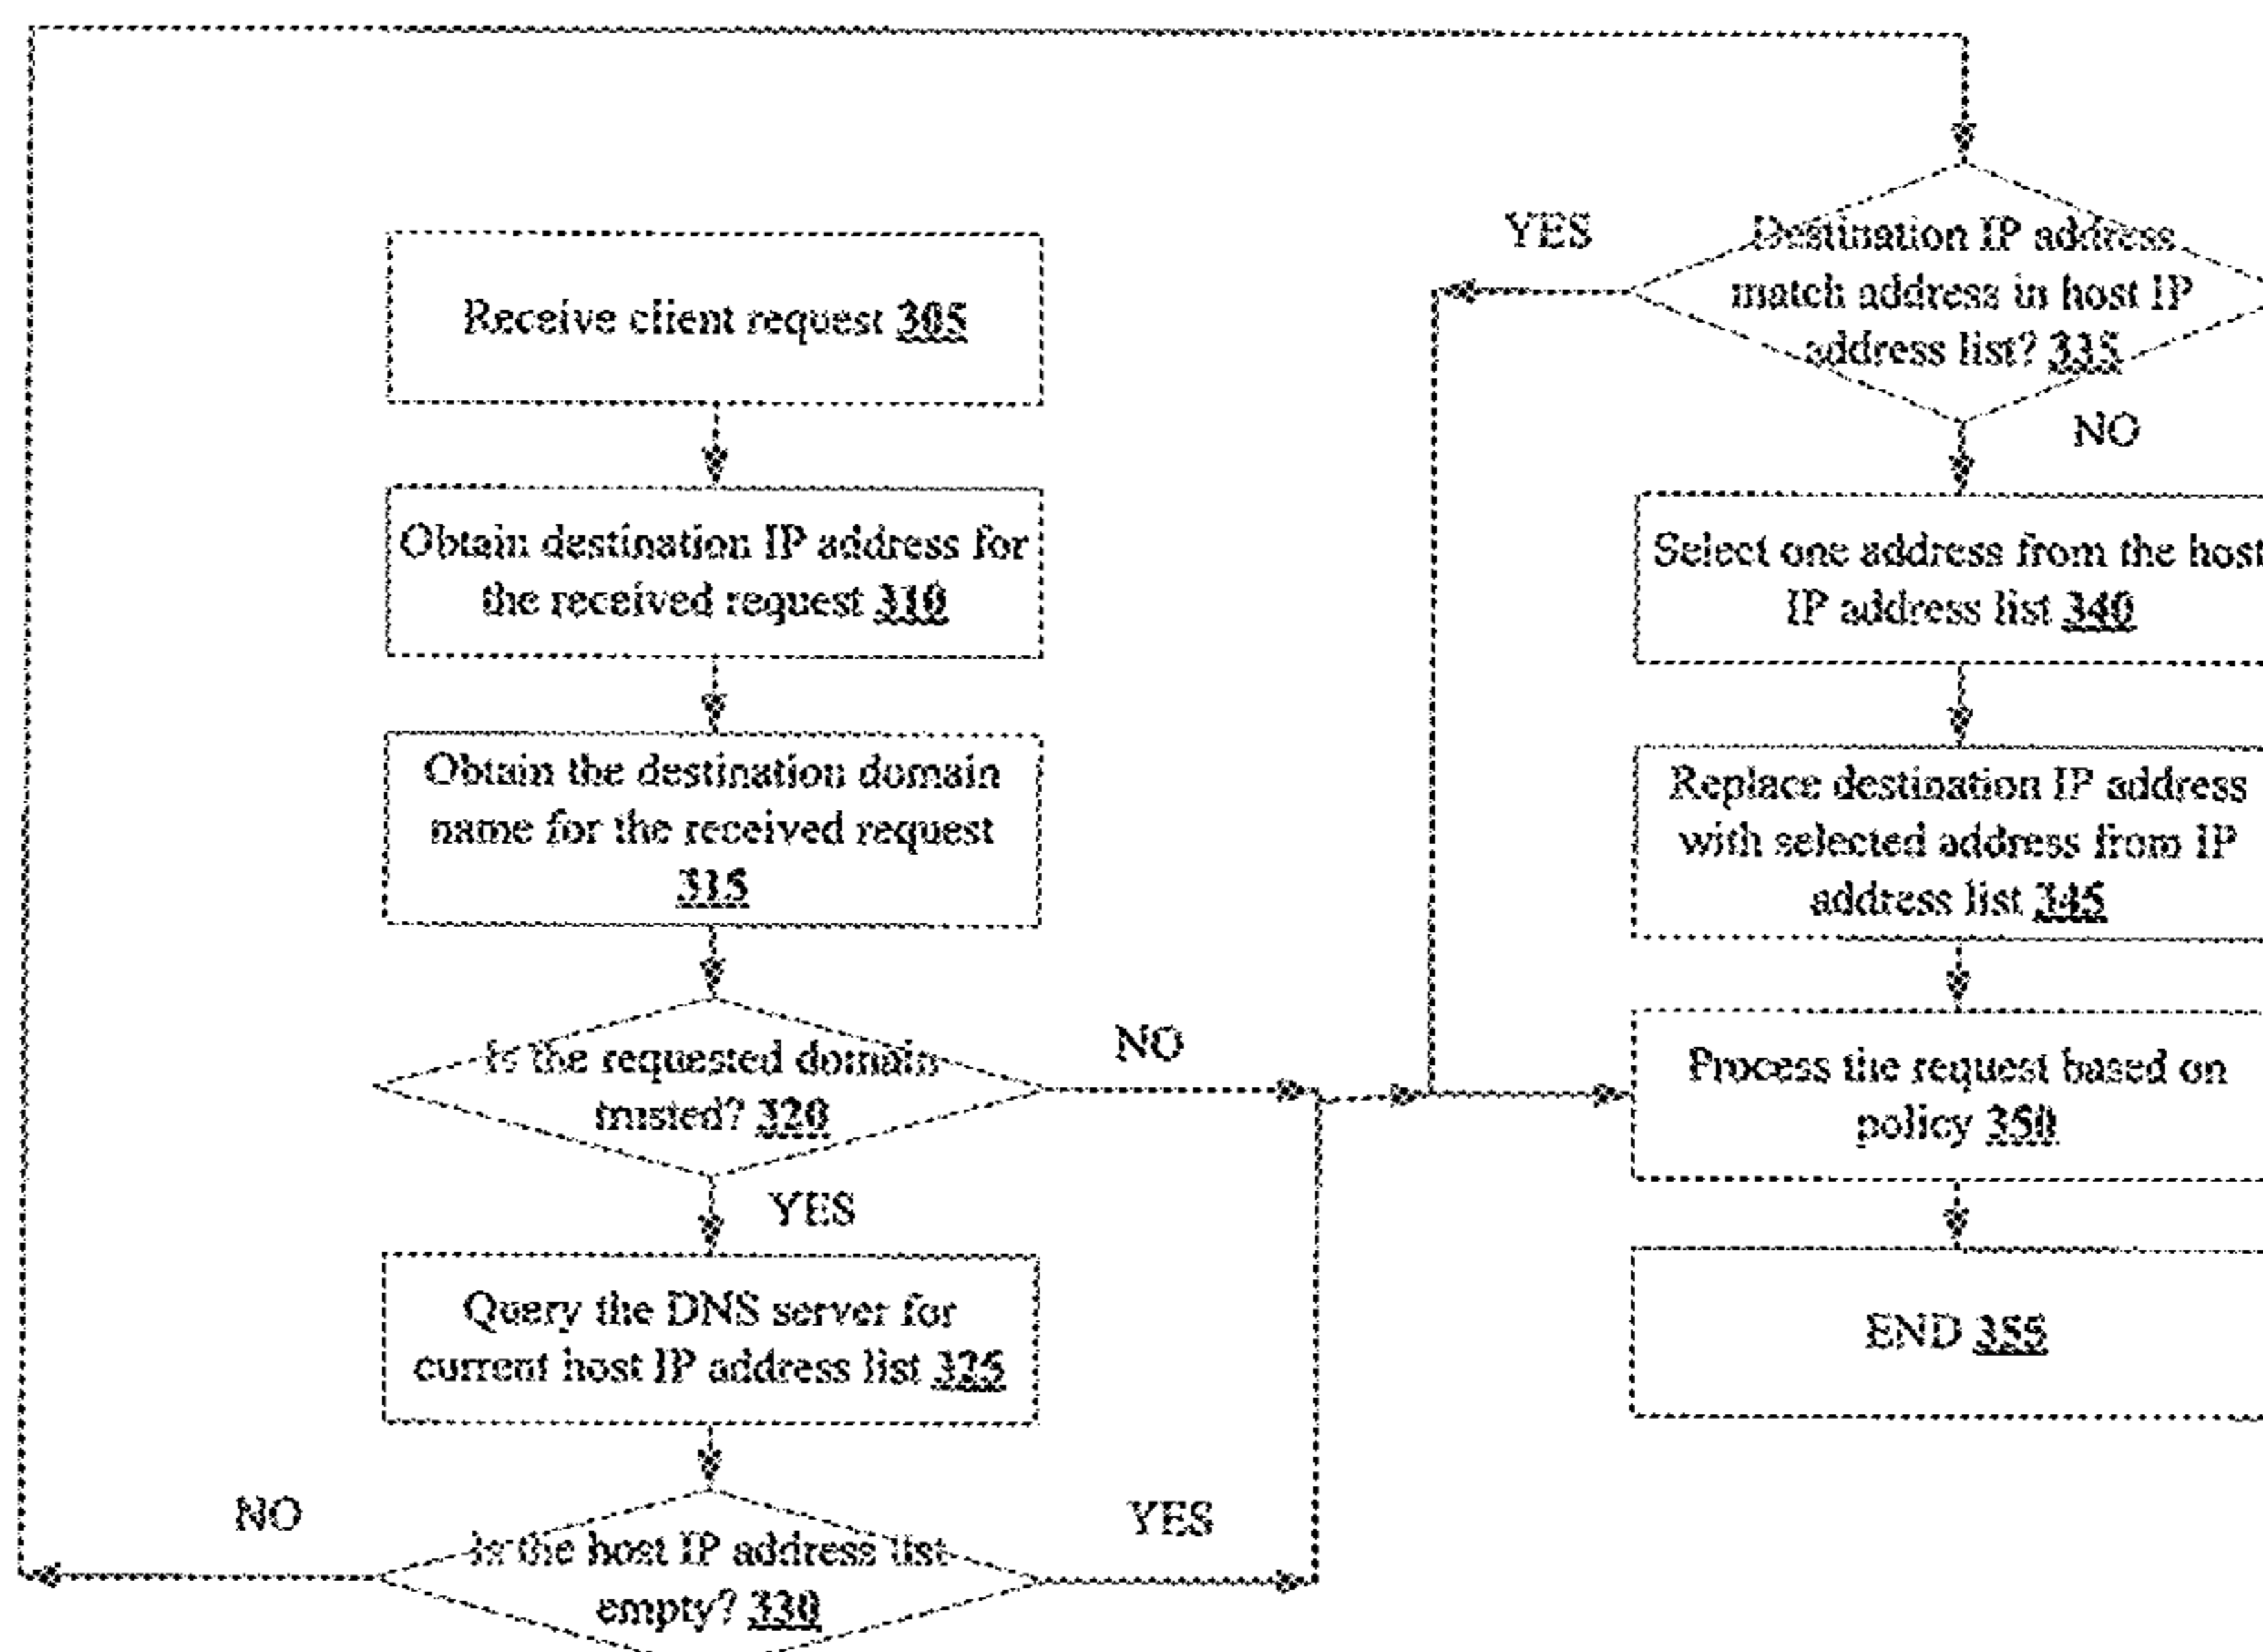 Receive client request 305
Obtain destination IP address for
the received request 310
Obtain the destination domain
name for the received request
315
Is the requested domain
trusted? 320
NO
YES
Query the DNS server for
current host IP address list 325
Is the host IP address list
empty? 330
NO
YES
Destination IP address
match address in host IP
address list? 335
YES
NO
Select one address from the host
IP address list 340
Replace destination IP address
with selected address from IP
address list 345
Process the request based on
policy 350
END 355